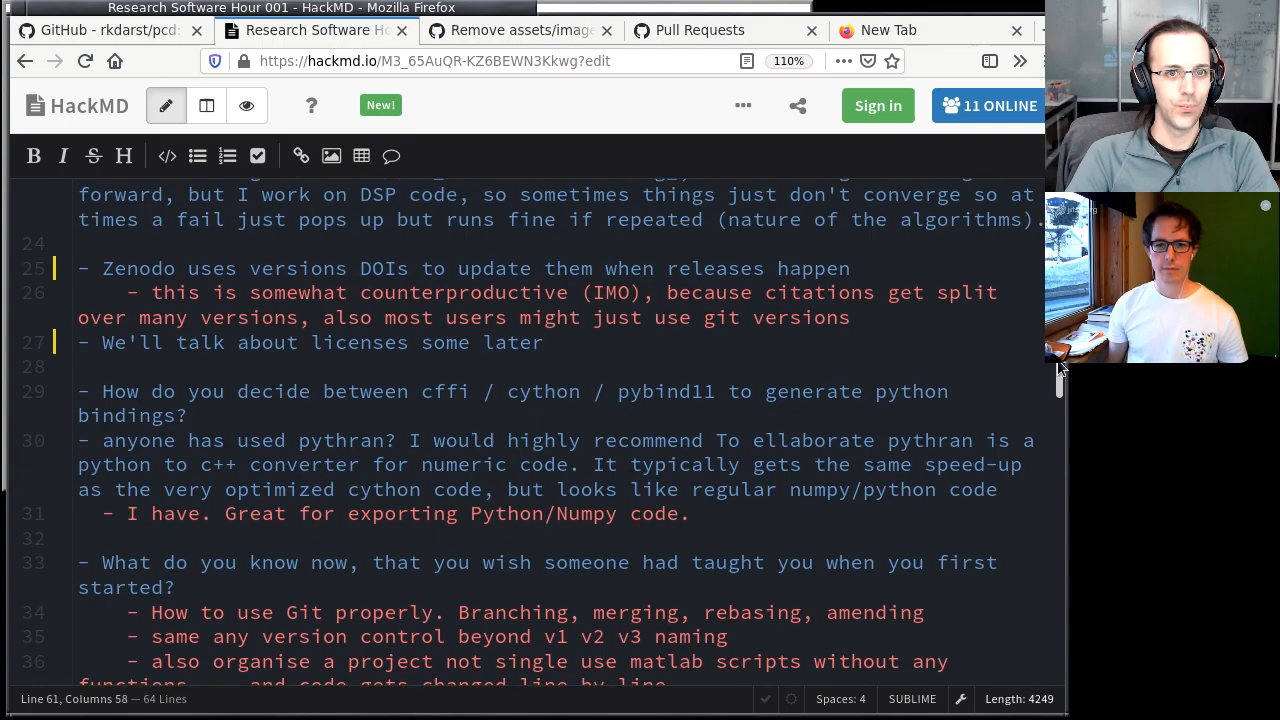 Research Software Hour 001 - HackMD - Mozilla Firefox
GitHub - rkdarst/pcd
Research Software Ho
Remove assets/image
Pull Requests
New Tab
https://hackmd.io/M3_65AuQR-KZ6BEWN3Kkwg?edit
110%
HackMD
New!
Sign in
11 ONLINE
forward, but I work on DSP code, so sometimes things just don't converge so at
times a fail just pops up but runs fine if repeated (nature of the algorithms).
24
25 - Zenodo uses versions DOIs to update them when releases happen
26 - this is somewhat counterproductive (IMO), because citations get split
over many versions, also most users might just use git versions
27 - We'll talk about licenses some later
28
29 - How do you decide between cffi / cython / pybind11 to generate python
bindings?
30 - anyone has used pythran? I would highly recommend To ellaborate pythran is a
python to c++ converter for numeric code. It typically gets the same speed-up
as the very optimized cython code, but looks like regular numpy/python code
31 - I have. Great for exporting Python/Numpy code.
32
33 - What do you know now, that you wish someone had taught you when you first
started?
34 - How to use Git properly. Branching, merging, rebasing, amending
35 - same any version control beyond v1 v2 v3 naming
36 - also organise a project not single use matlab scripts without any
functions... and code gets changed line by line
Line 61, Columns 58 — 64 Lines
Spaces: 4
SUBLIME
Length: 4249